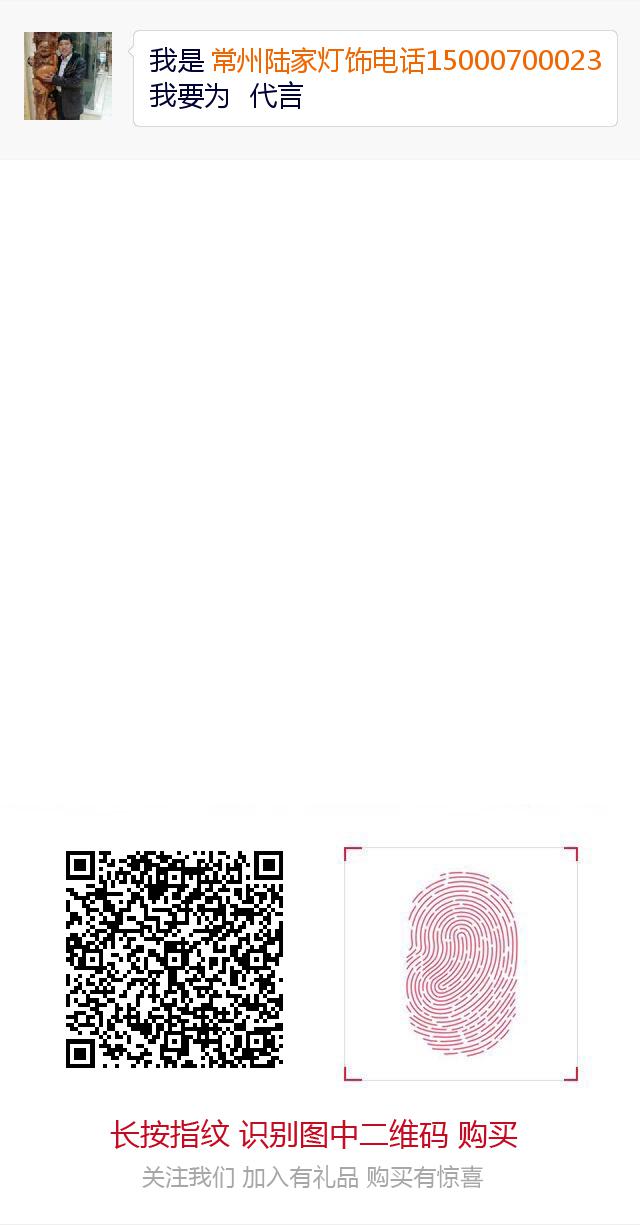 我是 常州陆家灯饰电话15000700023
我要为 代言
长按指纹 识别图中二维码 购买
关注我们 加入有礼品 购买有惊喜